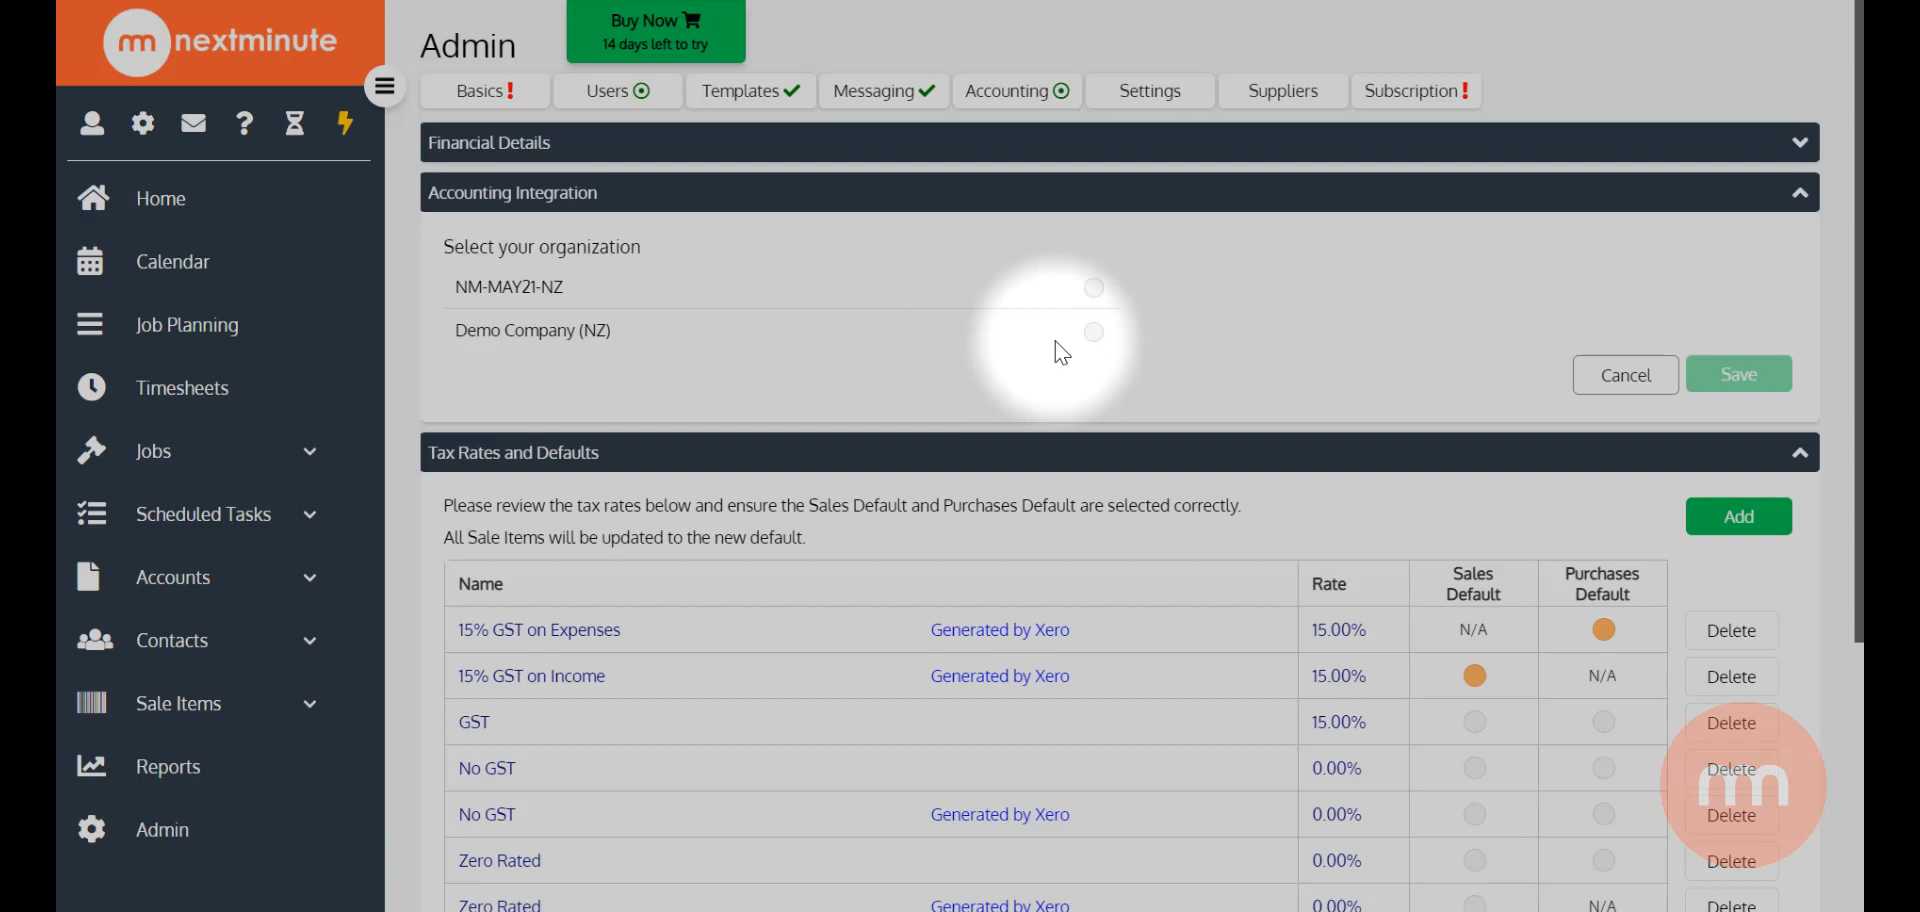 nextminute
Admin
Buy Now
14 days left to try
Basics!
Users
Templates
Messaging
Accounting
Settings
Suppliers
Subscription!
Home
Calendar
Job Planning
Timesheets
Jobs
Scheduled Tasks
Accounts
Contacts
Sale Items
Reports
Admin
Financial Details
Accounting Integration
Select your organization
NM-MAY21-NZ
Demo Company (NZ)
Cancel Save
Tax Rates and Defaults
Please review the tax rates below and ensure the Sales Default and Purchases Default are selected correctly.
All Sale Items will be updated to the new default.
Add
Name Rate Sales Default Purchases Default
15% GST on Expenses Generated by Xero 15.00% N/A Delete
15% GST on Income Generated by Xero 15.00% N/A Delete
GST 15.00% Delete
No GST 0.00% Delete
No GST Generated by Xero 0.00% Delete
Zero Rated 0.00% Delete
Zero Rated Generated by Xero 0.00% N/A Delete